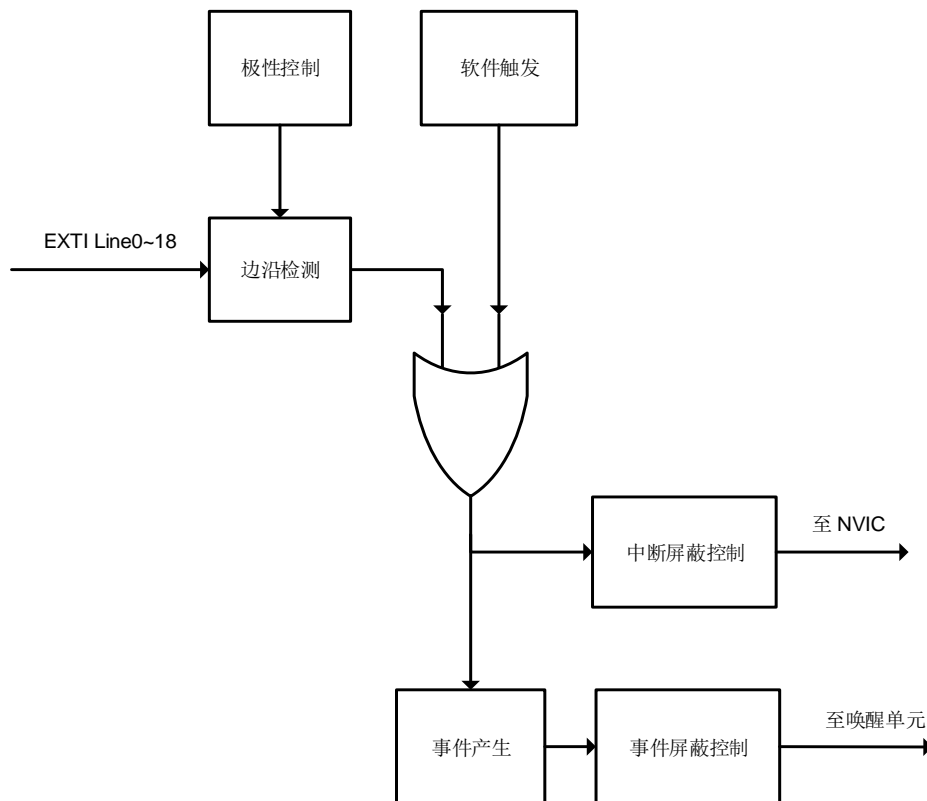 极性控制
软件触发
EXTI Line0~18
边沿检测
至 NVIC
中断屏蔽控制
至唤醒单元
事件产生
事件屏蔽控制